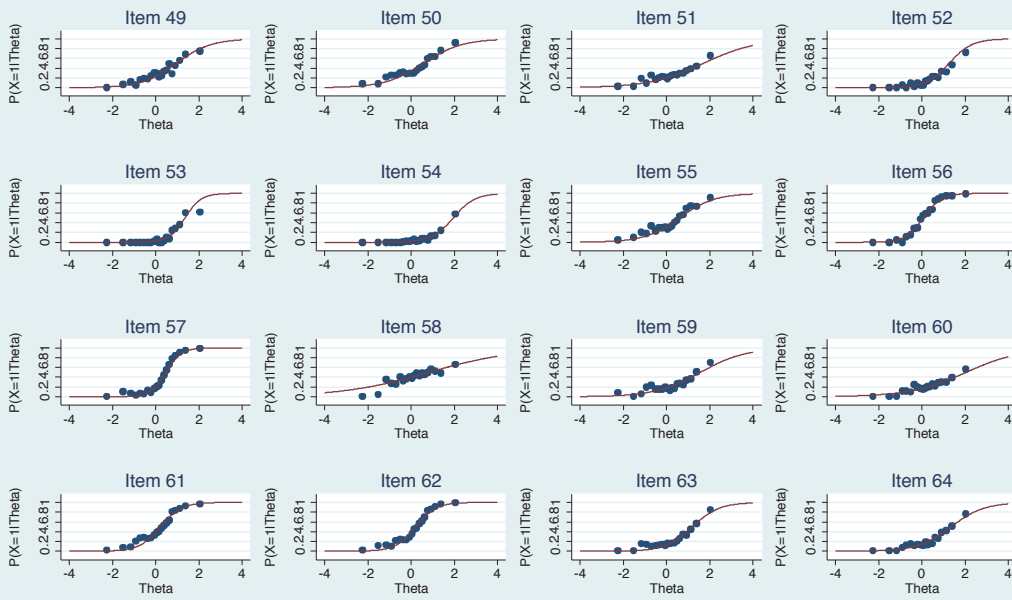 Item 49
P(X=1|Theta)
0 .2 .4 .6 .8 1
-4 -2 0 2 4
Theta
Item 50
P(X=1|Theta)
0 .2 .4 .6 .8 1
-4 -2 0 2 4
Theta
Item 51
P(X=1|Theta)
0 .2 .4 .6 .8 1
-4 -2 0 2 4
Theta
Item 52
P(X=1|Theta)
0 .2 .4 .6 .8 1
-4 -2 0 2 4
Theta
Item 53
P(X=1|Theta)
0 .2 .4 .6 .8 1
-4 -2 0 2 4
Theta
Item 54
P(X=1|Theta)
0 .2 .4 .6 .8 1
-4 -2 0 2 4
Theta
Item 55
P(X=1|Theta)
0 .2 .4 .6 .8 1
-4 -2 0 2 4
Theta
Item 56
P(X=1|Theta)
0 .2 .4 .6 .8 1
-4 -2 0 2 4
Theta
Item 57
P(X=1|Theta)
0 .2 .4 .6 .8 1
-4 -2 0 2 4
Theta
Item 58
P(X=1|Theta)
0 .2 .4 .6 .8 1
-4 -2 0 2 4
Theta
Item 59
P(X=1|Theta)
0 .2 .4 .6 .8 1
-4 -2 0 2 4
Theta
Item 60
P(X=1|Theta)
0 .2 .4 .6 .8 1
-4 -2 0 2 4
Theta
Item 61
P(X=1|Theta)
0 .2 .4 .6 .8 1
-4 -2 0 2 4
Theta
Item 62
P(X=1|Theta)
0 .2 .4 .6 .8 1
-4 -2 0 2 4
Theta
Item 63
P(X=1|Theta)
0 .2 .4 .6 .8 1
-4 -2 0 2 4
Theta
Item 64
P(X=1|Theta)
0 .2 .4 .6 .8 1
-4 -2 0 2 4
Theta